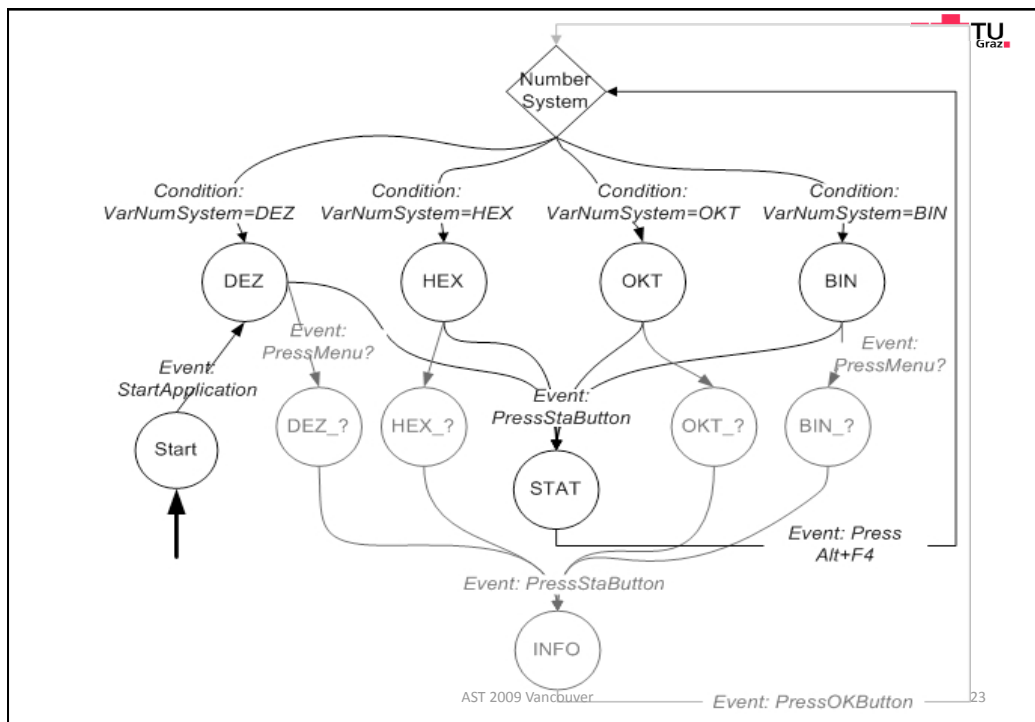 TU
Graz
Number
System
Condition:
VarNumSystem=DEZ
Condition:
VarNumSystem=HEX
Condition:
VarNumSystem=OKT
Condition:
VarNumSystem=BIN
DEZ
HEX
OKT
BIN
Event:
PressMenu?
Event:
PressMenu?
Event:
StartApplication
Event:
PressStaButton
DEZ_?
HEX_?
OKT_?
BIN_?
Start
STAT
Event: Press
Alt+F4
Event: PressStaButton
INFO
AST 2009 Vancouver
Event: PressOKButton
23